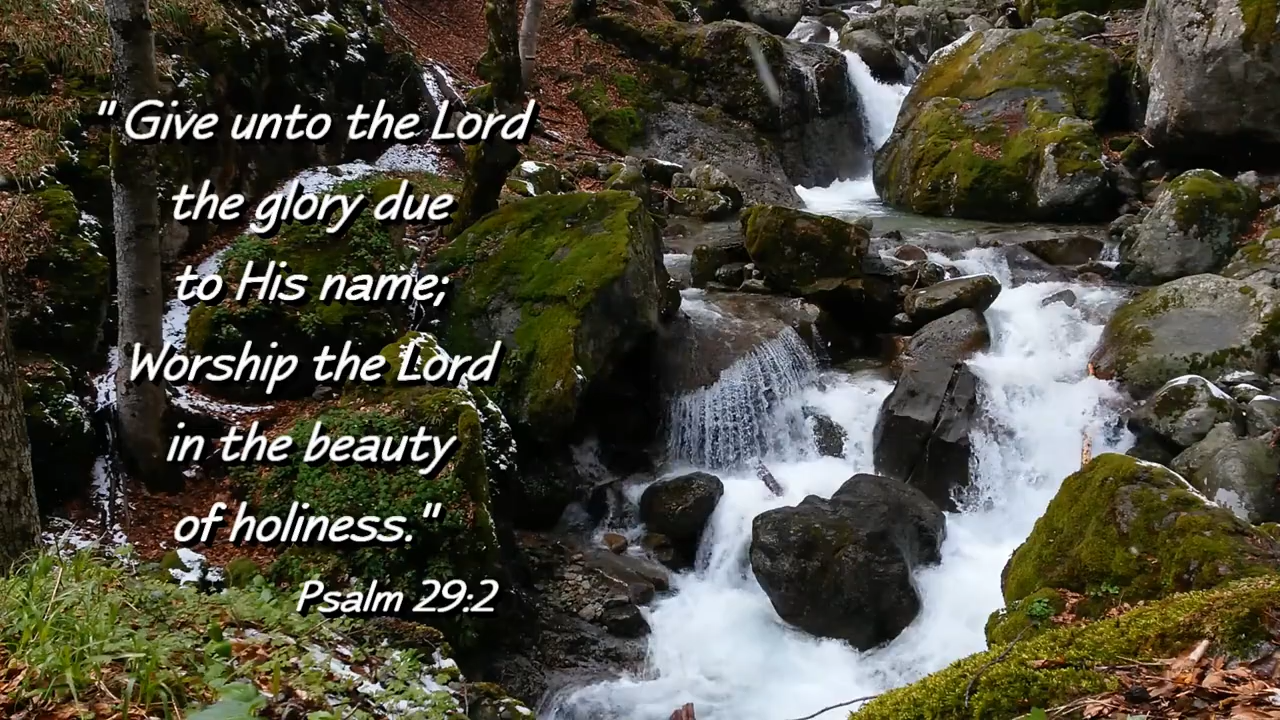 " Give unto the Lord
the glory due
to His name;
Worship the Lord
in the beauty
of holiness."
Psalm 29:2